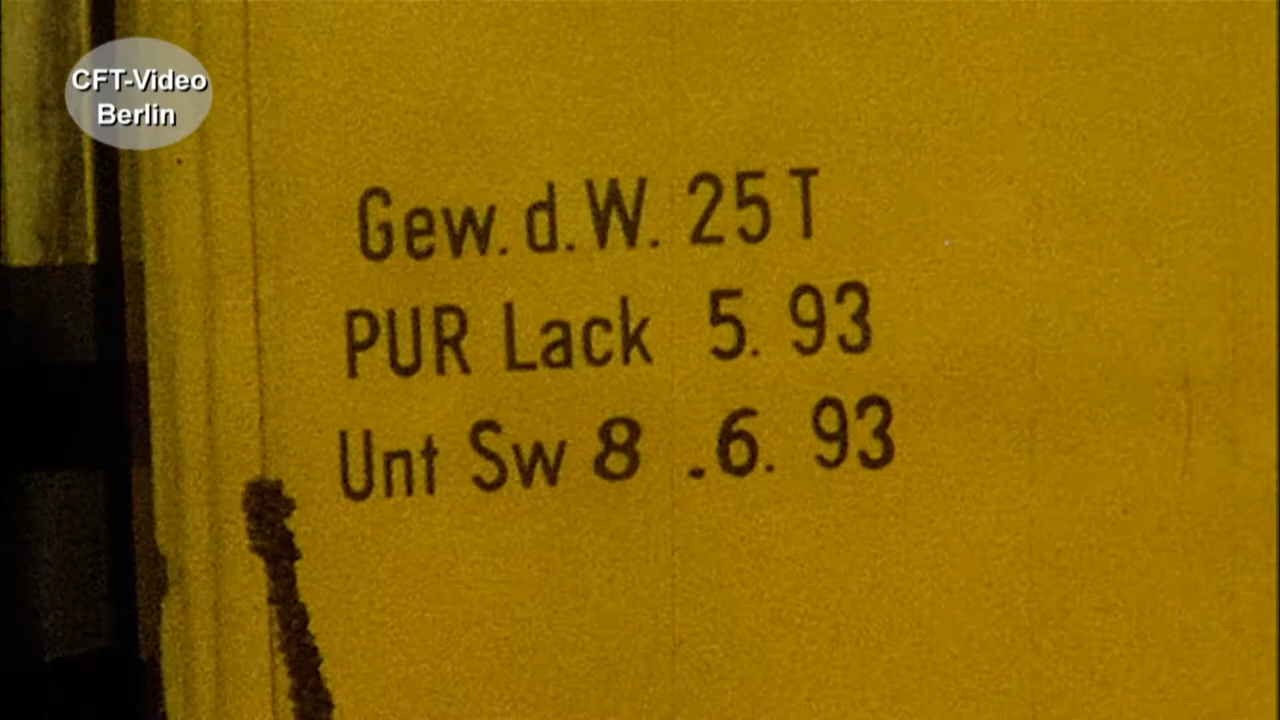 CFT-Video
Berlin
Gew. d. W. 25 T
PUR Lack 5. 93
Unt Sw 8 .6. 93